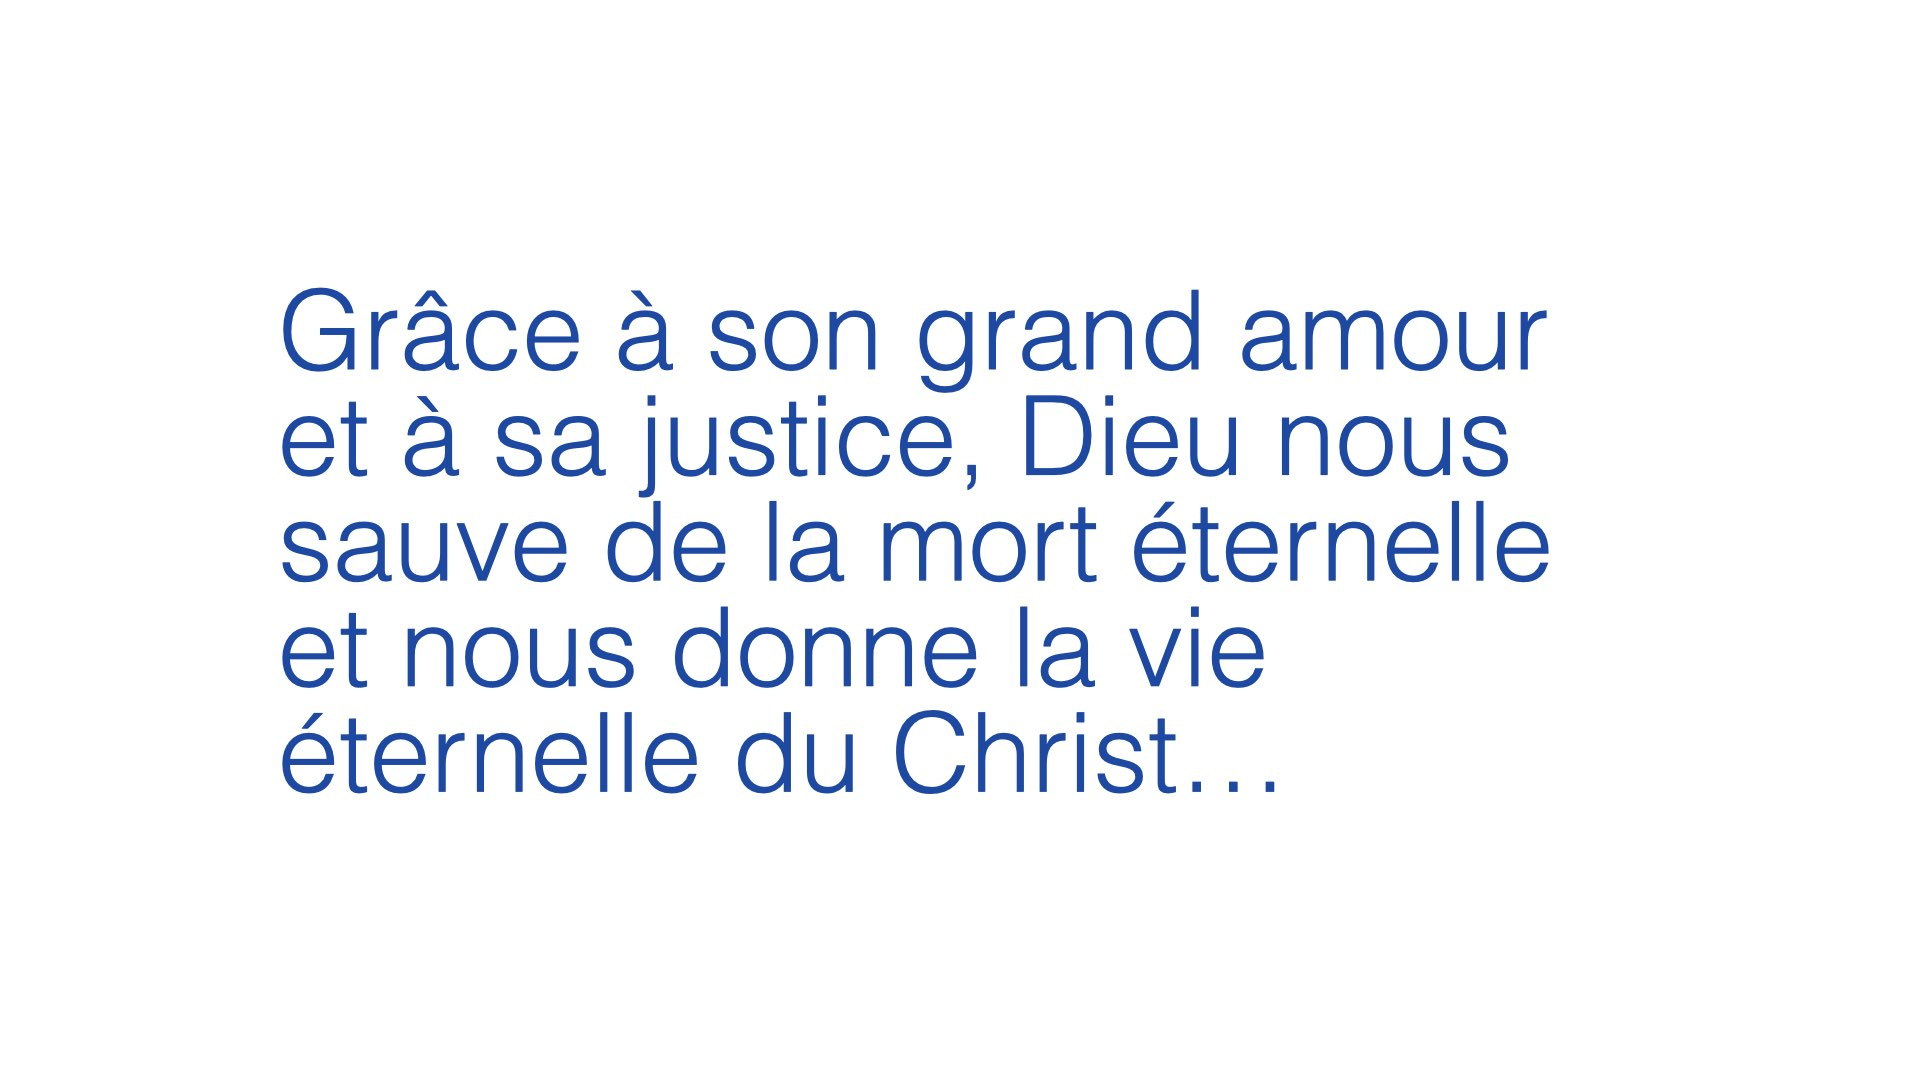 Grâce à son grand amour
et à sa justice, Dieu nous
sauve de la mort éternelle
et nous donne la vie
éternelle du Christ…